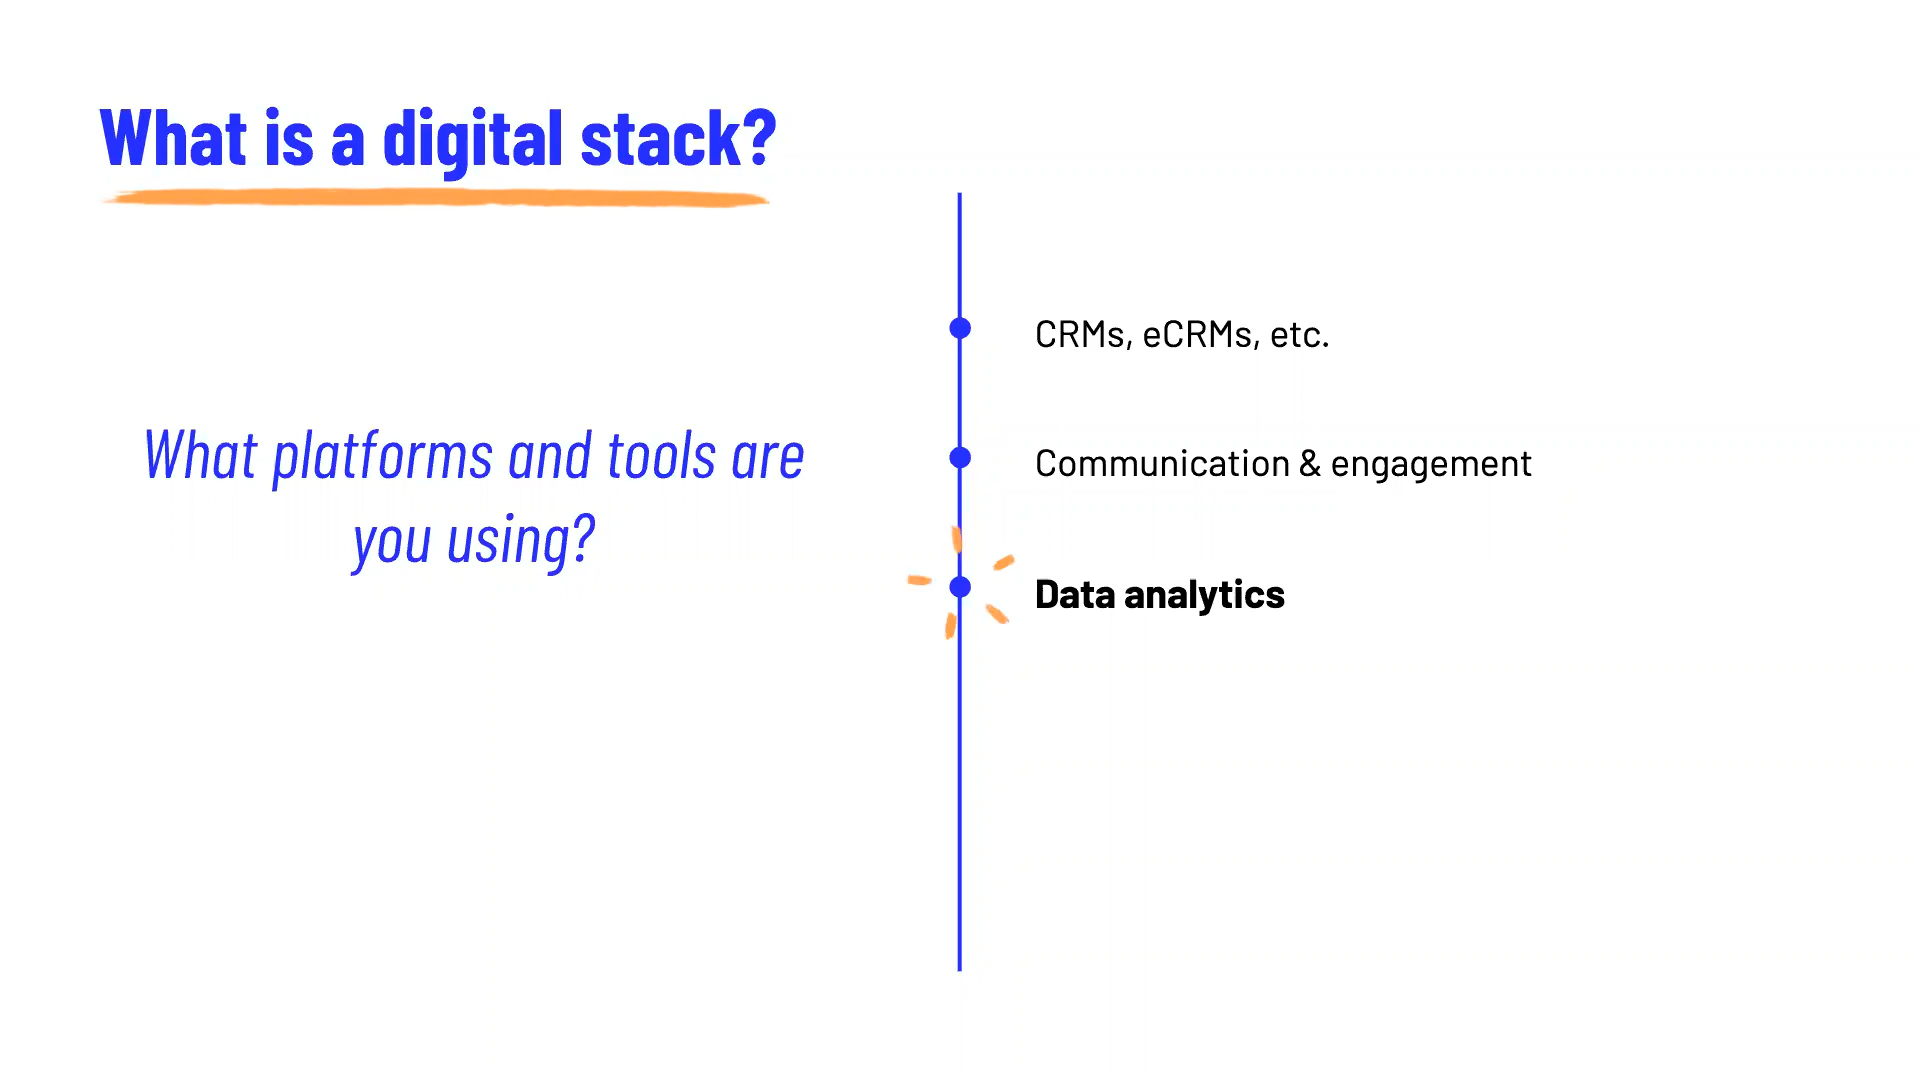 What is a digital stack?
What platforms and tools are
you using?
CRMs, eCRMs, etc.
Communication & engagement
Data analytics